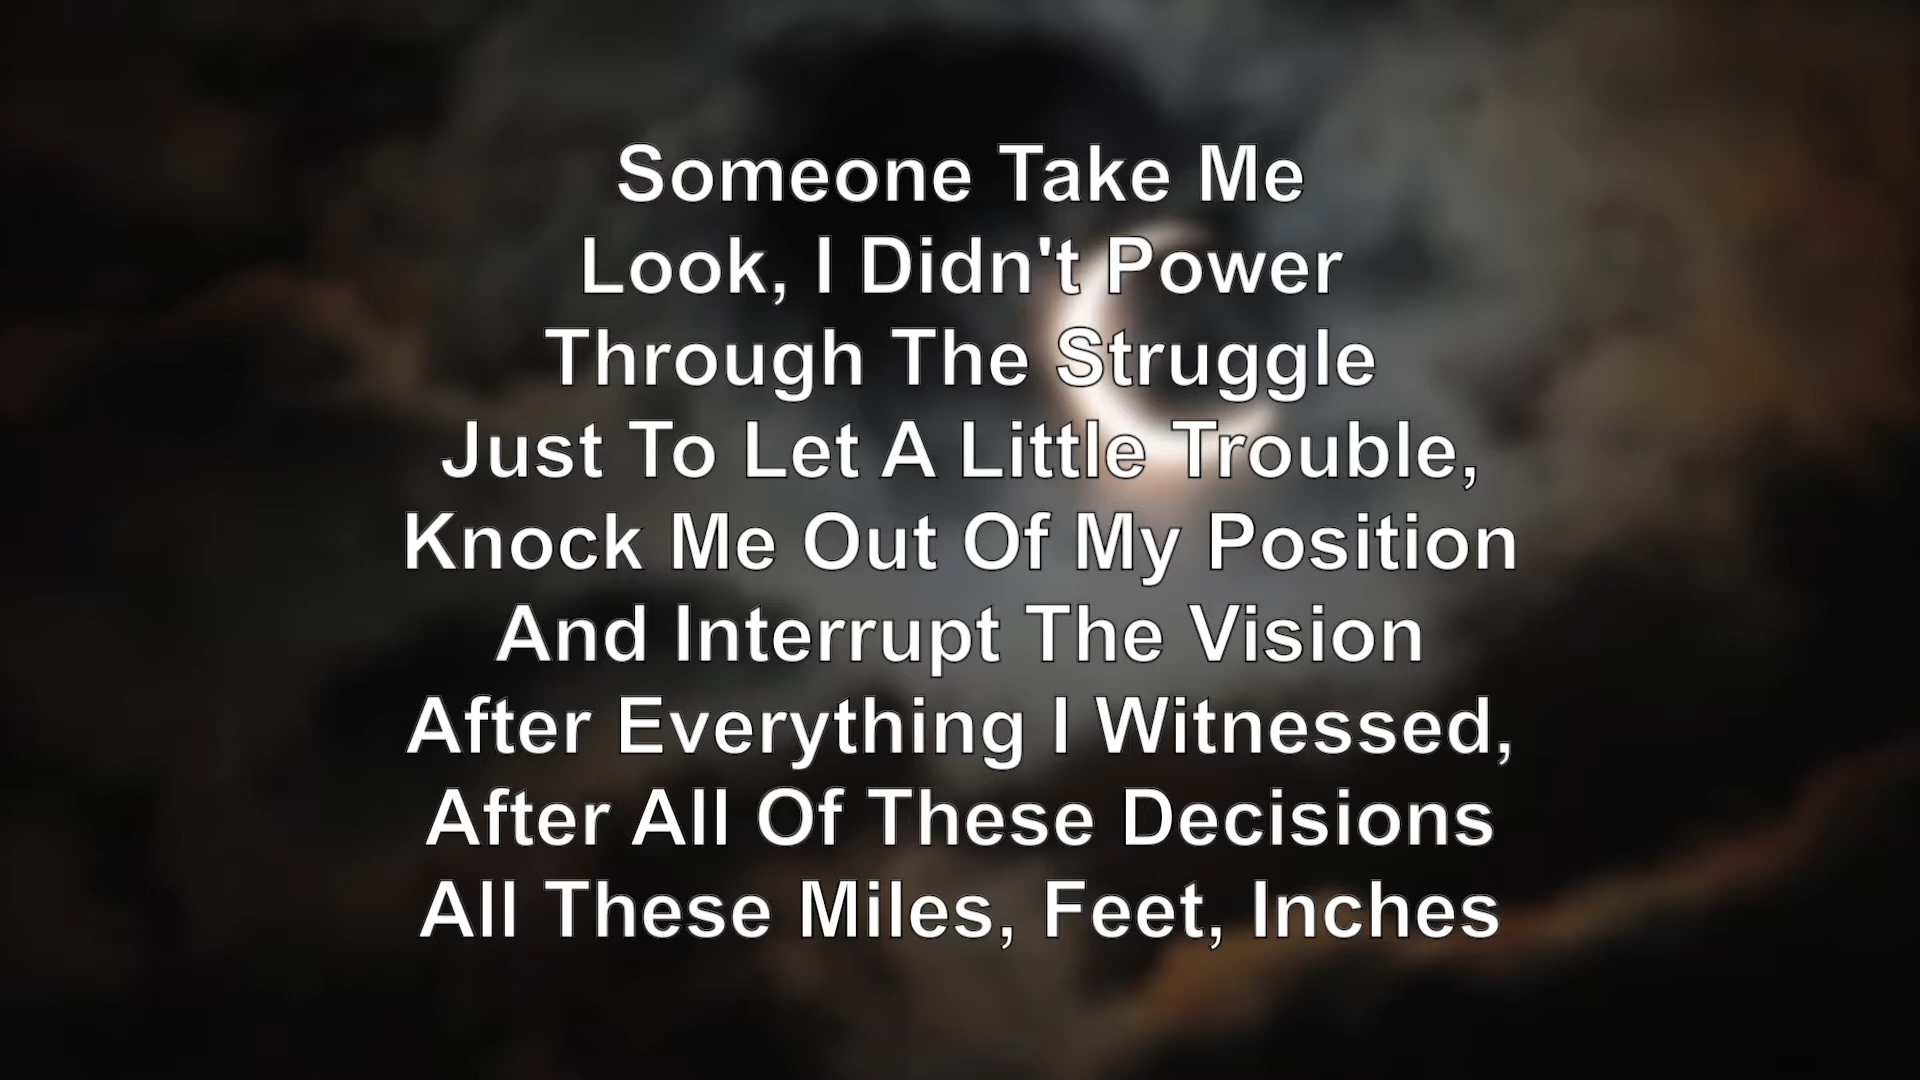 Someone Take Me
Look, I Didn't Power
Through The Struggle
Just To Let A Little Trouble,
Knock Me Out Of My Position
And Interrupt The Vision
After Everything I Witnessed,
After All Of These Decisions
All These Miles, Feet, Inches